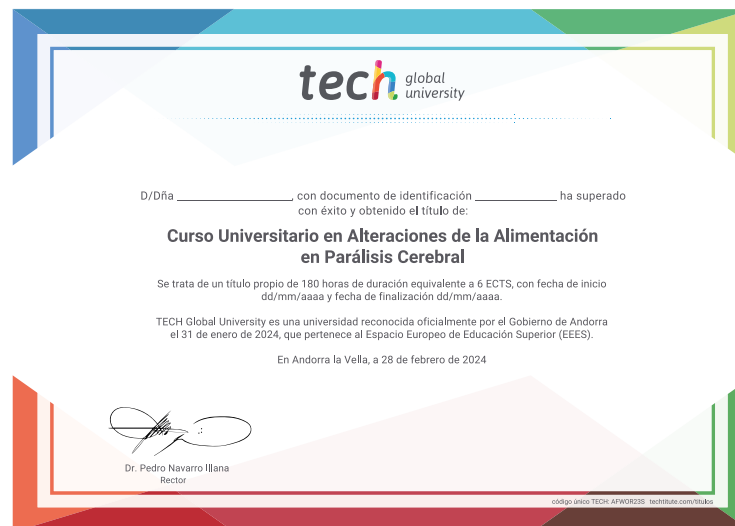 tech global university
D/Dña ______________, con documento de identificación ______________ ha superado
con éxito y obtenido el título de:
Curso Universitario en Alteraciones de la Alimentación
en Parálisis Cerebral
Se trata de un título propio de 180 horas de duración equivalente a 6 ECTS, con fecha de inicio
dd/mm/aaaa y fecha de finalización dd/mm/aaaa.
TECH Global University es una universidad reconocida oficialmente por el Gobierno de Andorra
el 31 de enero de 2024, que pertenece al Espacio Europeo de Educación Superior (EEES).
En Andorra la Vella, a 28 de febrero de 2024
Dr. Pedro Navarro Illana
Rector
código único TECH: AFWOR23S techtitute.com/titulos